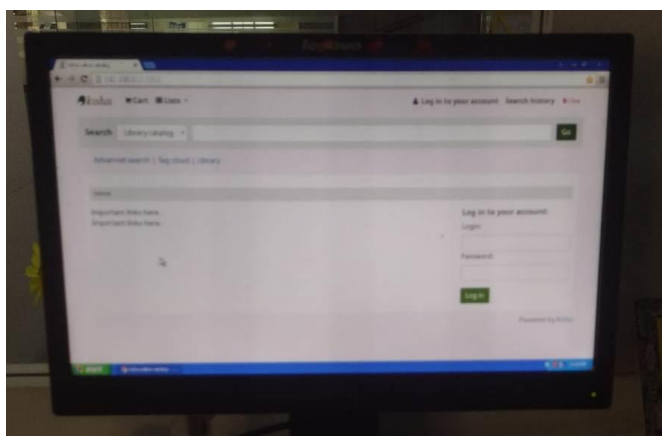 koha Cart Lists Log in to your account Search history
Search Library catalog Go
Advanced search | Tag cloud | Library
Home
Important links here.
Important links here.
Log in to your account:
Login:
Password:
Log in
Powered by Koha
start